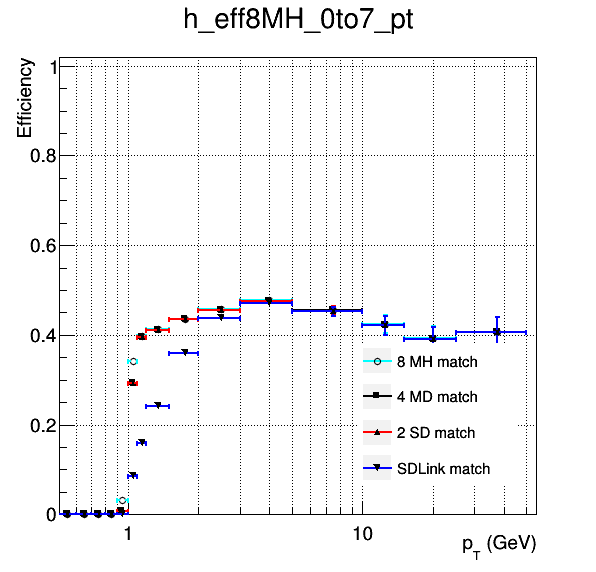 h_eff8MH_0to7_pt
Efficiency
1
0.8
0.6
0.4
0.2
0
8 MH match
4 MD match
2 SD match
SDLink match
1
10
p_T (GeV)